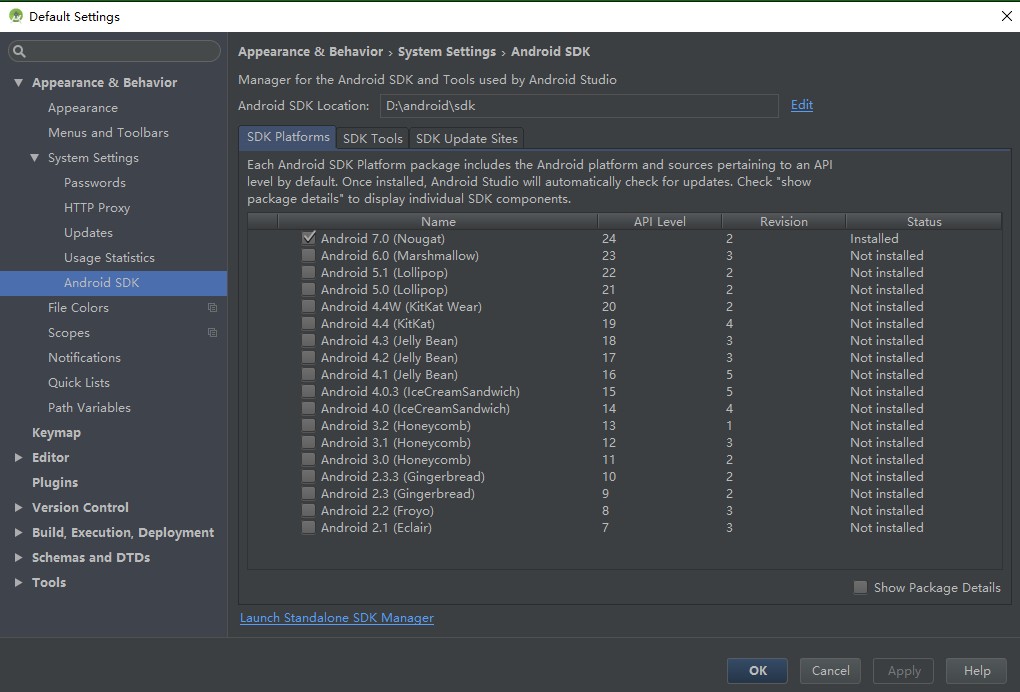 Default Settings
Appearance & Behavior
Appearance
Menus and Toolbars
System Settings
Passwords
HTTP Proxy
Updates
Usage Statistics
Android SDK
File Colors
Scopes
Notifications
Quick Lists
Path Variables
Keymap
Editor
Plugins
Version Control
Build, Execution, Deployment
Schemas and DTDs
Tools
Appearance & Behavior › System Settings › Android SDK
Manager for the Android SDK and Tools used by Android Studio
Android SDK Location: D:\android\sdk Edit
SDK Platforms SDK Tools SDK Update Sites
Each Android SDK Platform package includes the Android platform and sources pertaining to an API
level by default. Once installed, Android Studio will automatically check for updates. Check "show
package details" to display individual SDK components.
Name API Level Revision Status
Android 7.0 (Nougat) 24 2 Installed
Android 6.0 (Marshmallow) 23 3 Not installed
Android 5.1 (Lollipop) 22 2 Not installed
Android 5.0 (Lollipop) 21 2 Not installed
Android 4.4W (KitKat Wear) 20 2 Not installed
Android 4.4 (KitKat) 19 4 Not installed
Android 4.3 (Jelly Bean) 18 3 Not installed
Android 4.2 (Jelly Bean) 17 3 Not installed
Android 4.1 (Jelly Bean) 16 5 Not installed
Android 4.0.3 (IceCreamSandwich) 15 5 Not installed
Android 4.0 (IceCreamSandwich) 14 4 Not installed
Android 3.2 (Honeycomb) 13 1 Not installed
Android 3.1 (Honeycomb) 12 3 Not installed
Android 3.0 (Honeycomb) 11 2 Not installed
Android 2.3.3 (Gingerbread) 10 2 Not installed
Android 2.3 (Gingerbread) 9 2 Not installed
Android 2.2 (Froyo) 8 3 Not installed
Android 2.1 (Eclair) 7 3 Not installed
Show Package Details
Launch Standalone SDK Manager
OK Cancel Apply Help